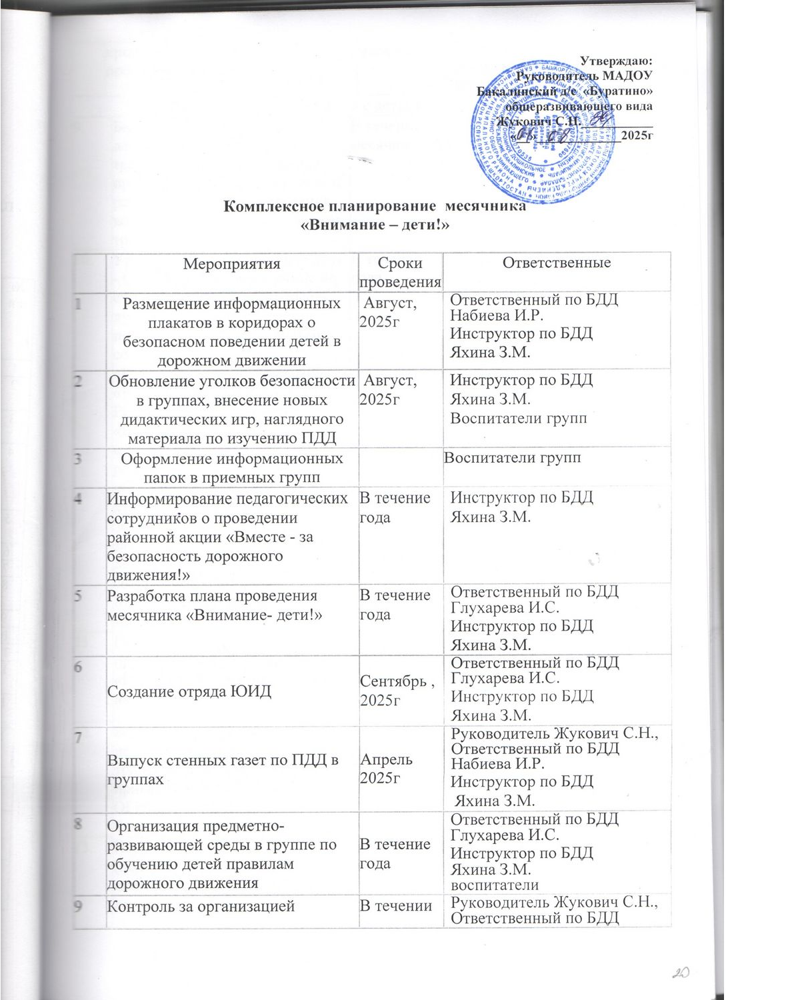 Утверждаю:
Руководитель МАДОУ
Бакалинский д/с «Буратино»
общеразвивающего вида
Жукович С.Н.
08 2025г
Комплексное планирование месячника
«Внимание – дети!»
Мероприятия
Сроки
проведения
Ответственные
1
Размещение информационных
плакатов в коридорах о
безопасном поведении детей в
дорожном движении
Август,
2025г
Ответственный по БДД
Набиева И.Р.
Инструктор по БДД
Яхина З.М.
2
Обновление уголков безопасности
в группах, внесение новых
дидактических игр, наглядного
материала по изучению ПДД
Август,
2025г
Инструктор по БДД
Яхина З.М.
Воспитатели групп
3
Оформление информационных
папок в приемных групп
Воспитатели групп
4
Информирование педагогических
сотрудников о проведении
районной акции «Вместе - за
безопасность дорожного
движения!»
В течение
года
Инструктор по БДД
Яхина З.М.
5
Разработка плана проведения
месячника «Внимание- дети!»
В течение
года
Ответственный по БДД
Глухарева И.С.
Инструктор по БДД
Яхина З.М.
6
Создание отряда ЮИД
Сентябрь ,
2025г
Ответственный по БДД
Глухарева И.С.
Инструктор по БДД
Яхина З.М.
7
Выпуск стенных газет по ПДД в
группах
Апрель
2025г
Руководитель Жукович С.Н.,
Ответственный по БДД
Набиева И.Р.
Инструктор по БДД
Яхина З.М.
8
Организация предметно-
развивающей среды в группе по
обучению детей правилам
дорожного движения
В течение
года
Ответственный по БДД
Глухарева И.С.
Инструктор по БДД
Яхина З.М.
воспитатели
9
Контроль за организацией
В течении
Руководитель Жукович С.Н.,
Ответственный по БДД
20